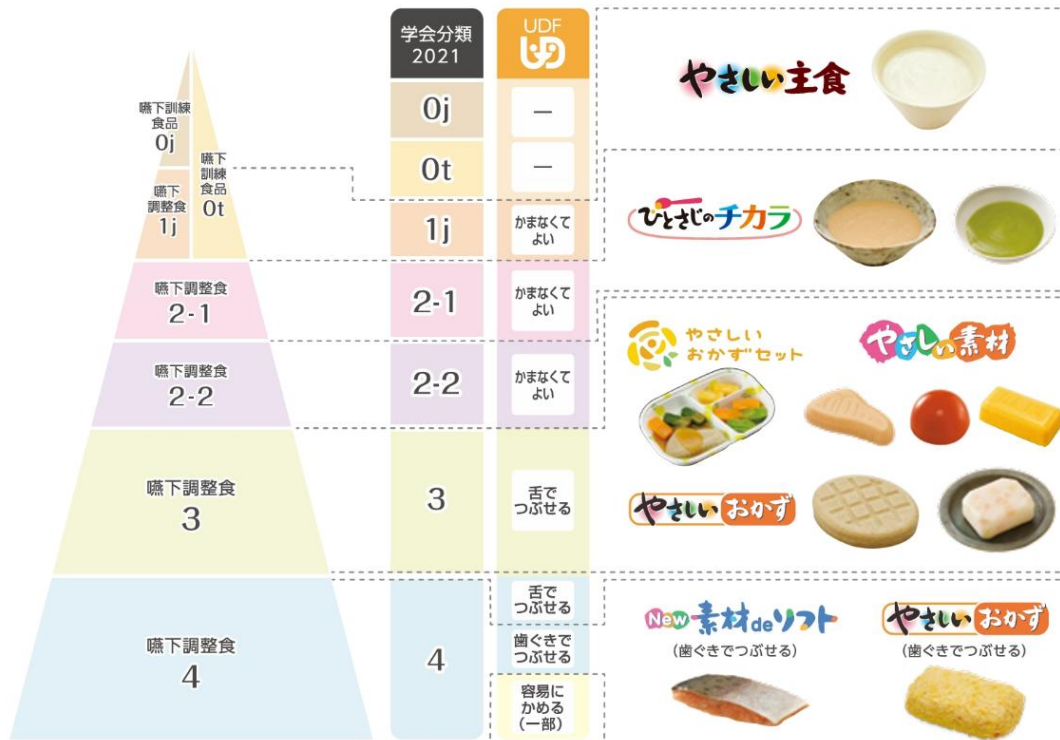 嚥下訓練
食品
0j
嚥下
訓練
食品
0t
嚥下
調整食
1j
嚥下調整食
2-1
嚥下調整食
2-2
嚥下調整食
3
嚥下調整食
4
学会分類
2021
0j
0t
1j
2-1
2-2
3
4
UDF
—
—
かまなくて
よい
かまなくて
よい
かまなくて
よい
舌で
つぶせる
舌で
つぶせる
歯ぐきで
つぶせる
容易に
かめる
(一部)
やさしい主食
ひとさじのチカラ
やさしい
おかずセット
やさしい素材
やさしいおかず
New 素材deソフト
(歯ぐきでつぶせる)
やさしいおかず
(歯ぐきでつぶせる)